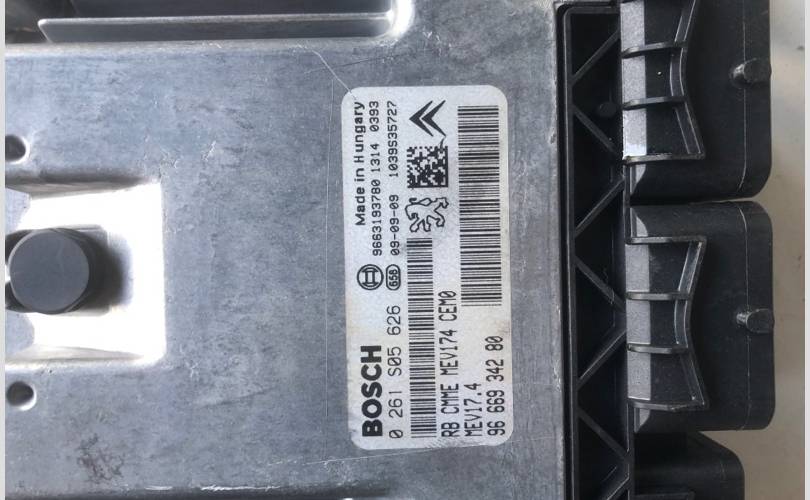 BOSCH
Made in Hungary
0 261 S05 626
9663193780 1314 0393
658
09-09-09 1039S35727
RB CMME MEV174 CEM0
MEV17.4
96 669 342 80